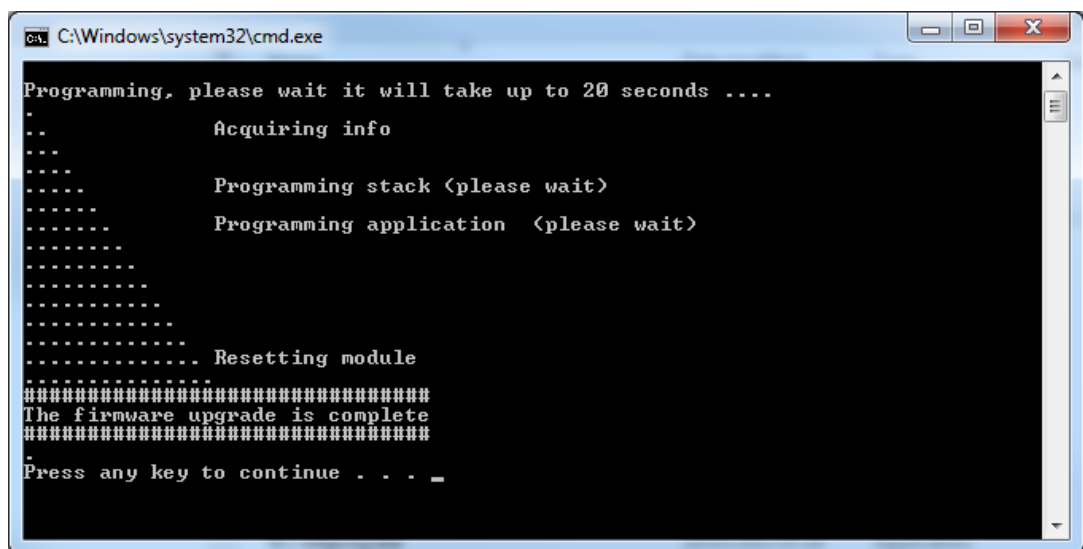 C:\Windows\system32\cmd.exe
Programming, please wait it will take up to 20 seconds ....
.
..              Acquiring info
...
....
.....          Programming stack (please wait)
......
.......        Programming application  (please wait)
........
.........
..........
...........
............
.............
.............. Resetting module
...............
################################
The firmware upgrade is complete
################################
.
Press any key to continue . . . _